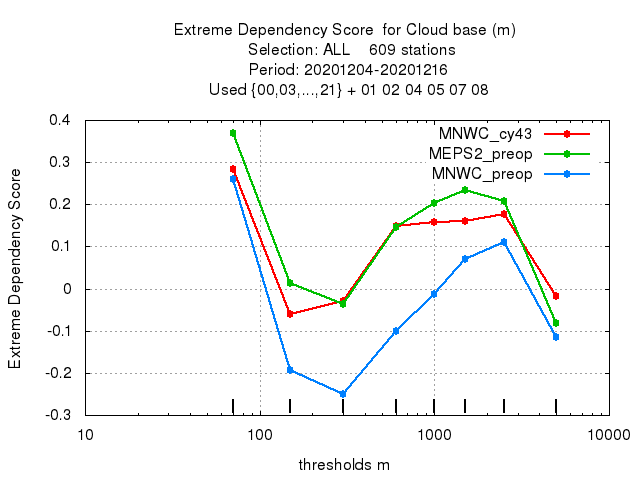 Extreme Dependency Score  for Cloud base (m)
Selection: ALL    609 stations
Period: 20201204-20201216
Used {00,03,...,21} + 01 02 04 05 07 08
MNWC_cy43
MEPS2_preop
MNWC_preop
Extreme Dependency Score
0.4
0.3
0.2
0.1
0
-0.1
-0.2
-0.3
10 100 1000 10000
thresholds m